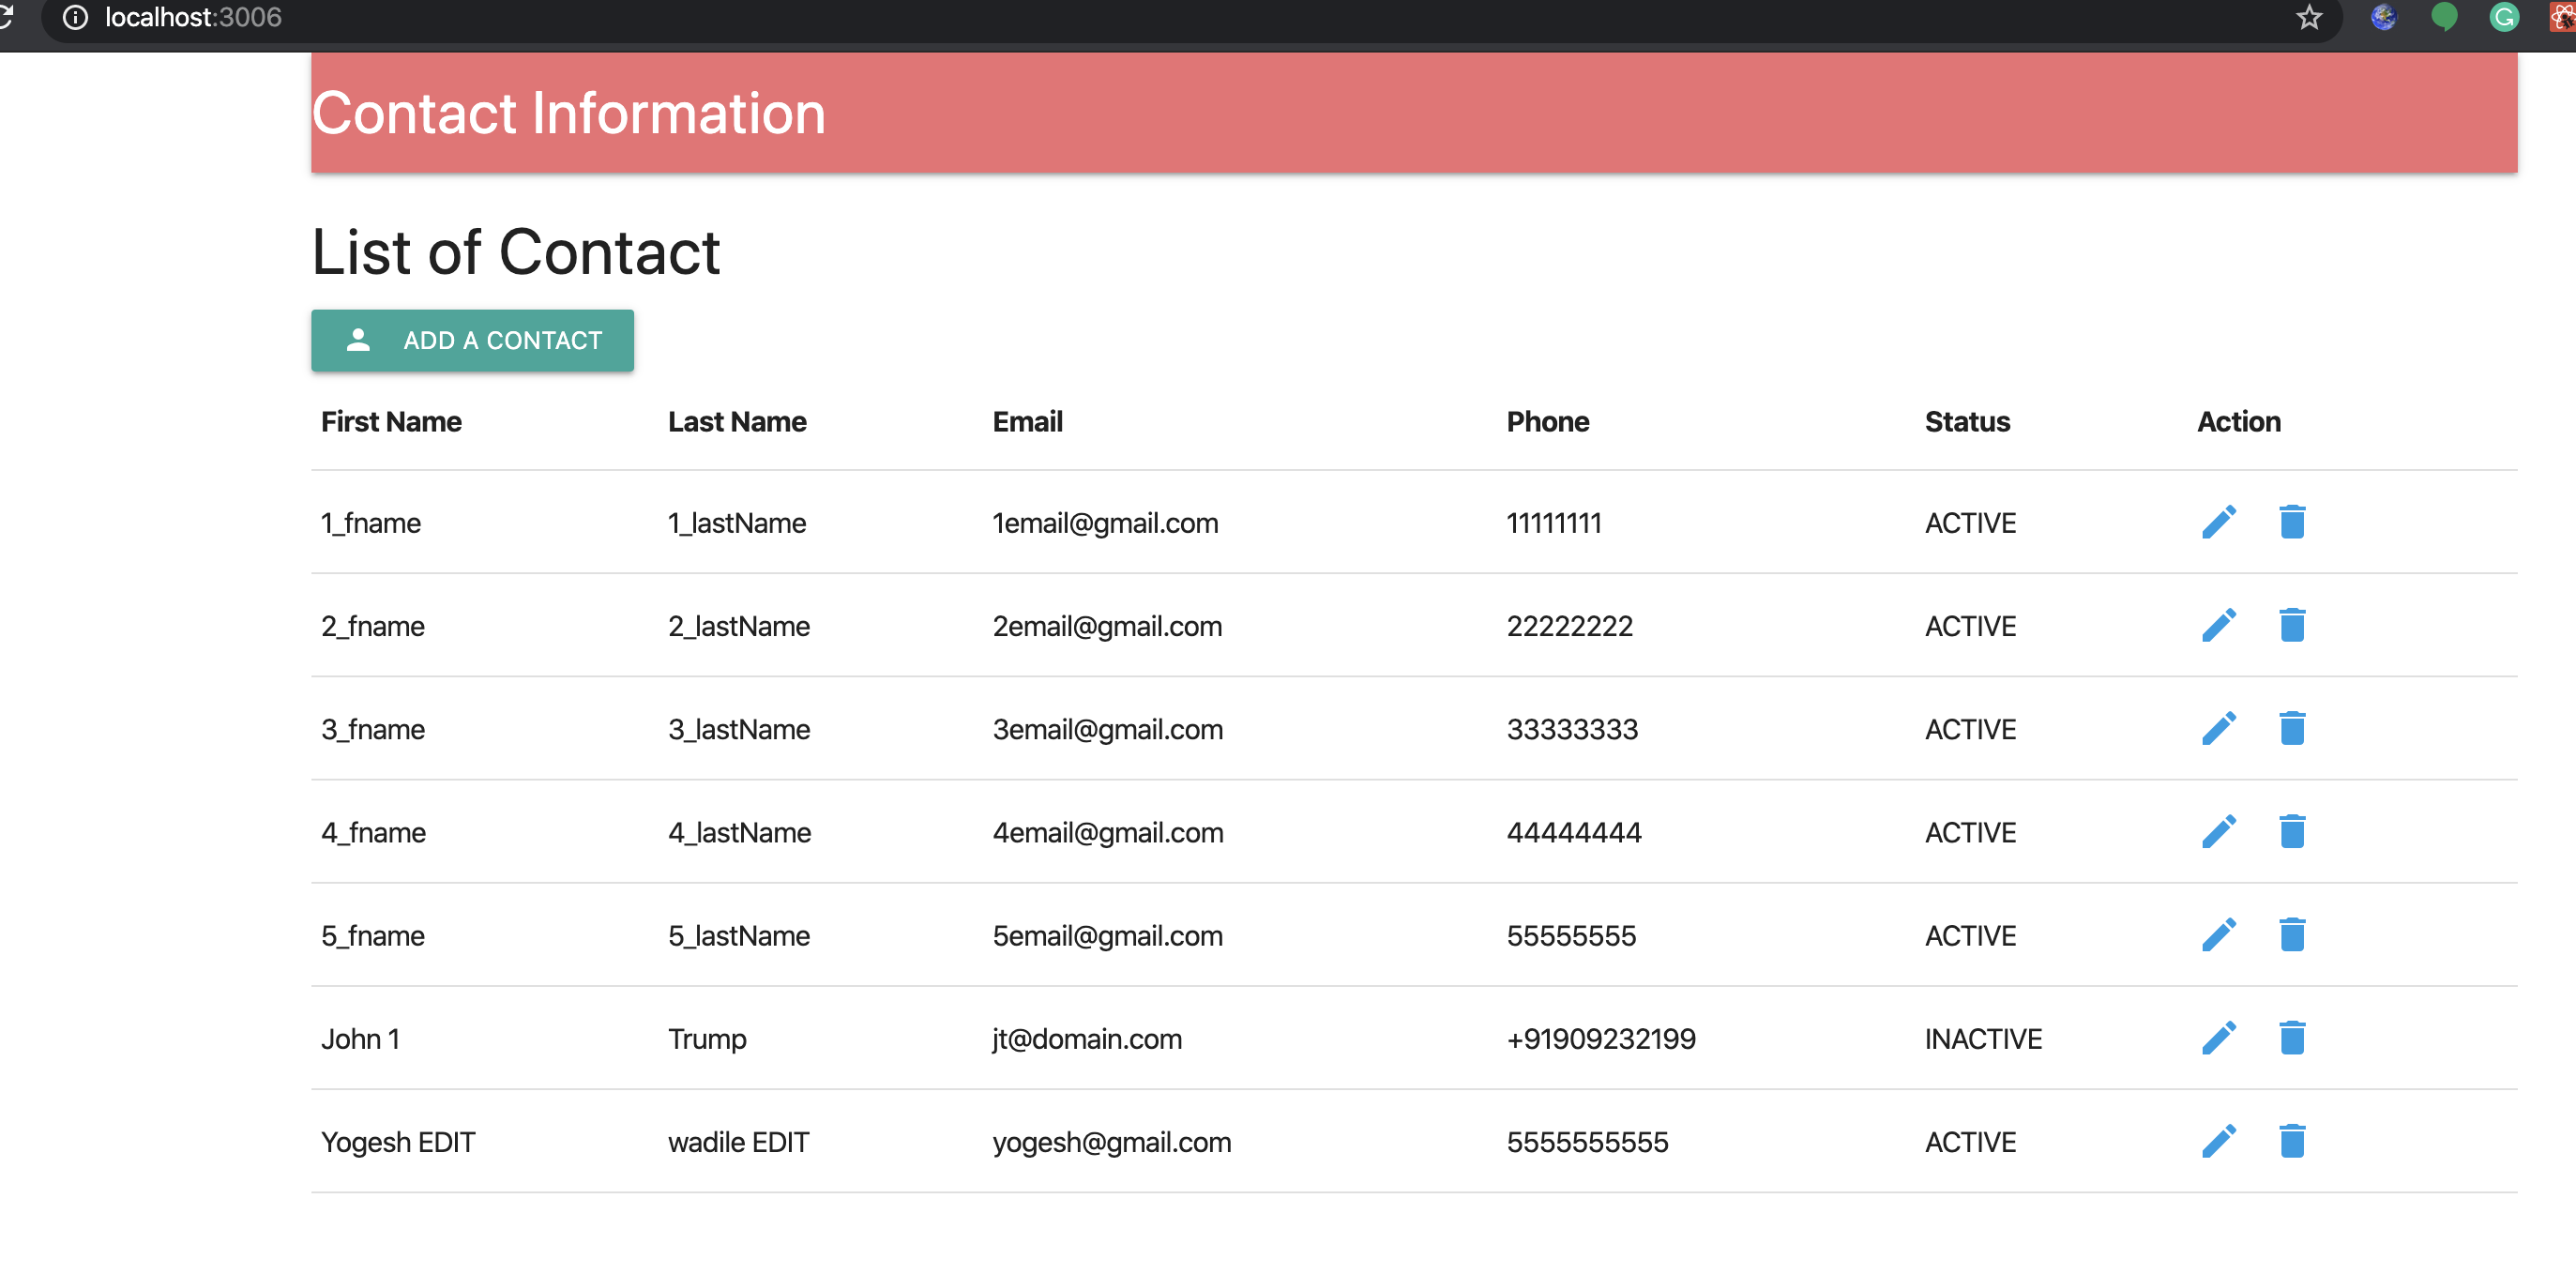 localhost:3006
Contact Information
List of Contact
ADD A CONTACT
First Name Last Name Email Phone Status Action
1_fname 1_lastName 1email@gmail.com 11111111 ACTIVE
2_fname 2_lastName 2email@gmail.com 22222222 ACTIVE
3_fname 3_lastName 3email@gmail.com 33333333 ACTIVE
4_fname 4_lastName 4email@gmail.com 44444444 ACTIVE
5_fname 5_lastName 5email@gmail.com 55555555 ACTIVE
John 1 Trump jt@domain.com +91909232199 INACTIVE
Yogesh EDIT wadile EDIT yogesh@gmail.com 5555555555 ACTIVE